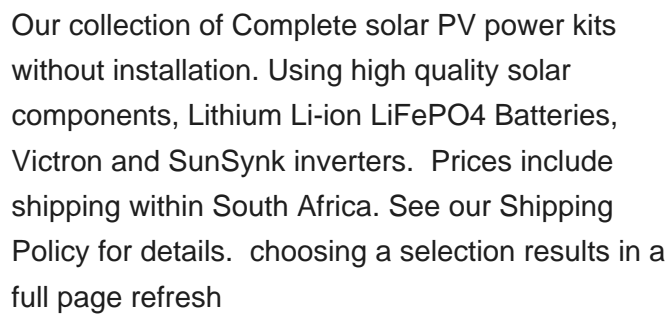 Our collection of Complete solar PV power kits
without installation. Using high quality solar
components, Lithium Li-ion LiFePO4 Batteries,
Victron and SunSynk inverters.  Prices include
shipping within South Africa. See our Shipping
Policy for details.  choosing a selection results in a
full page refresh